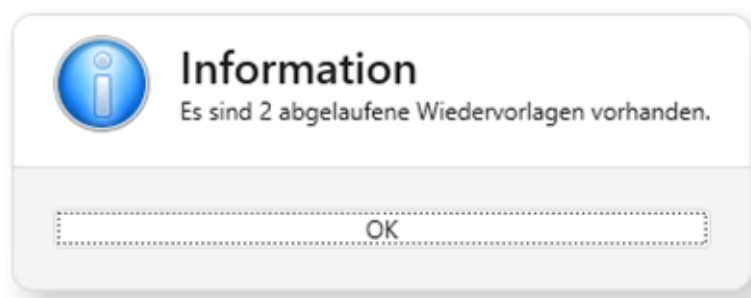 Information
Es sind 2 abgelaufene Wiedervorlagen vorhanden.
OK